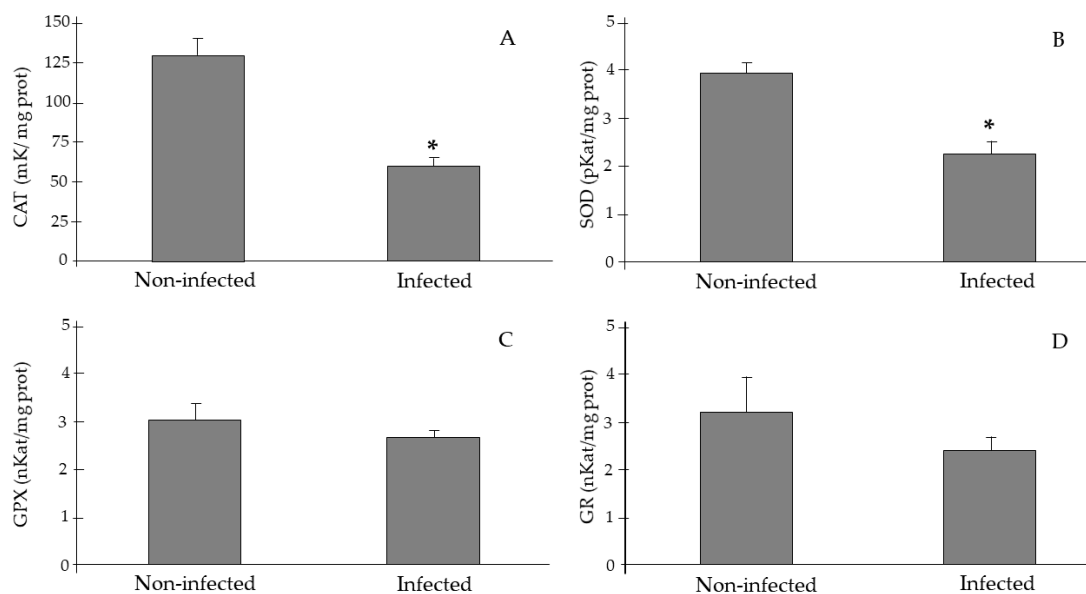 A
CAT (mK/ mg prot)
150
125
100
75
50
25
0
*
Non-infected
Infected
B
SOD (pKat/mg prot)
5
4
3
2
1
0
*
Non-infected
Infected
C
GPX (nKat/mg prot)
5
4
3
2
1
0
Non-infected
Infected
D
GR (nKat/mg prot)
5
4
3
2
1
0
Non-infected
Infected